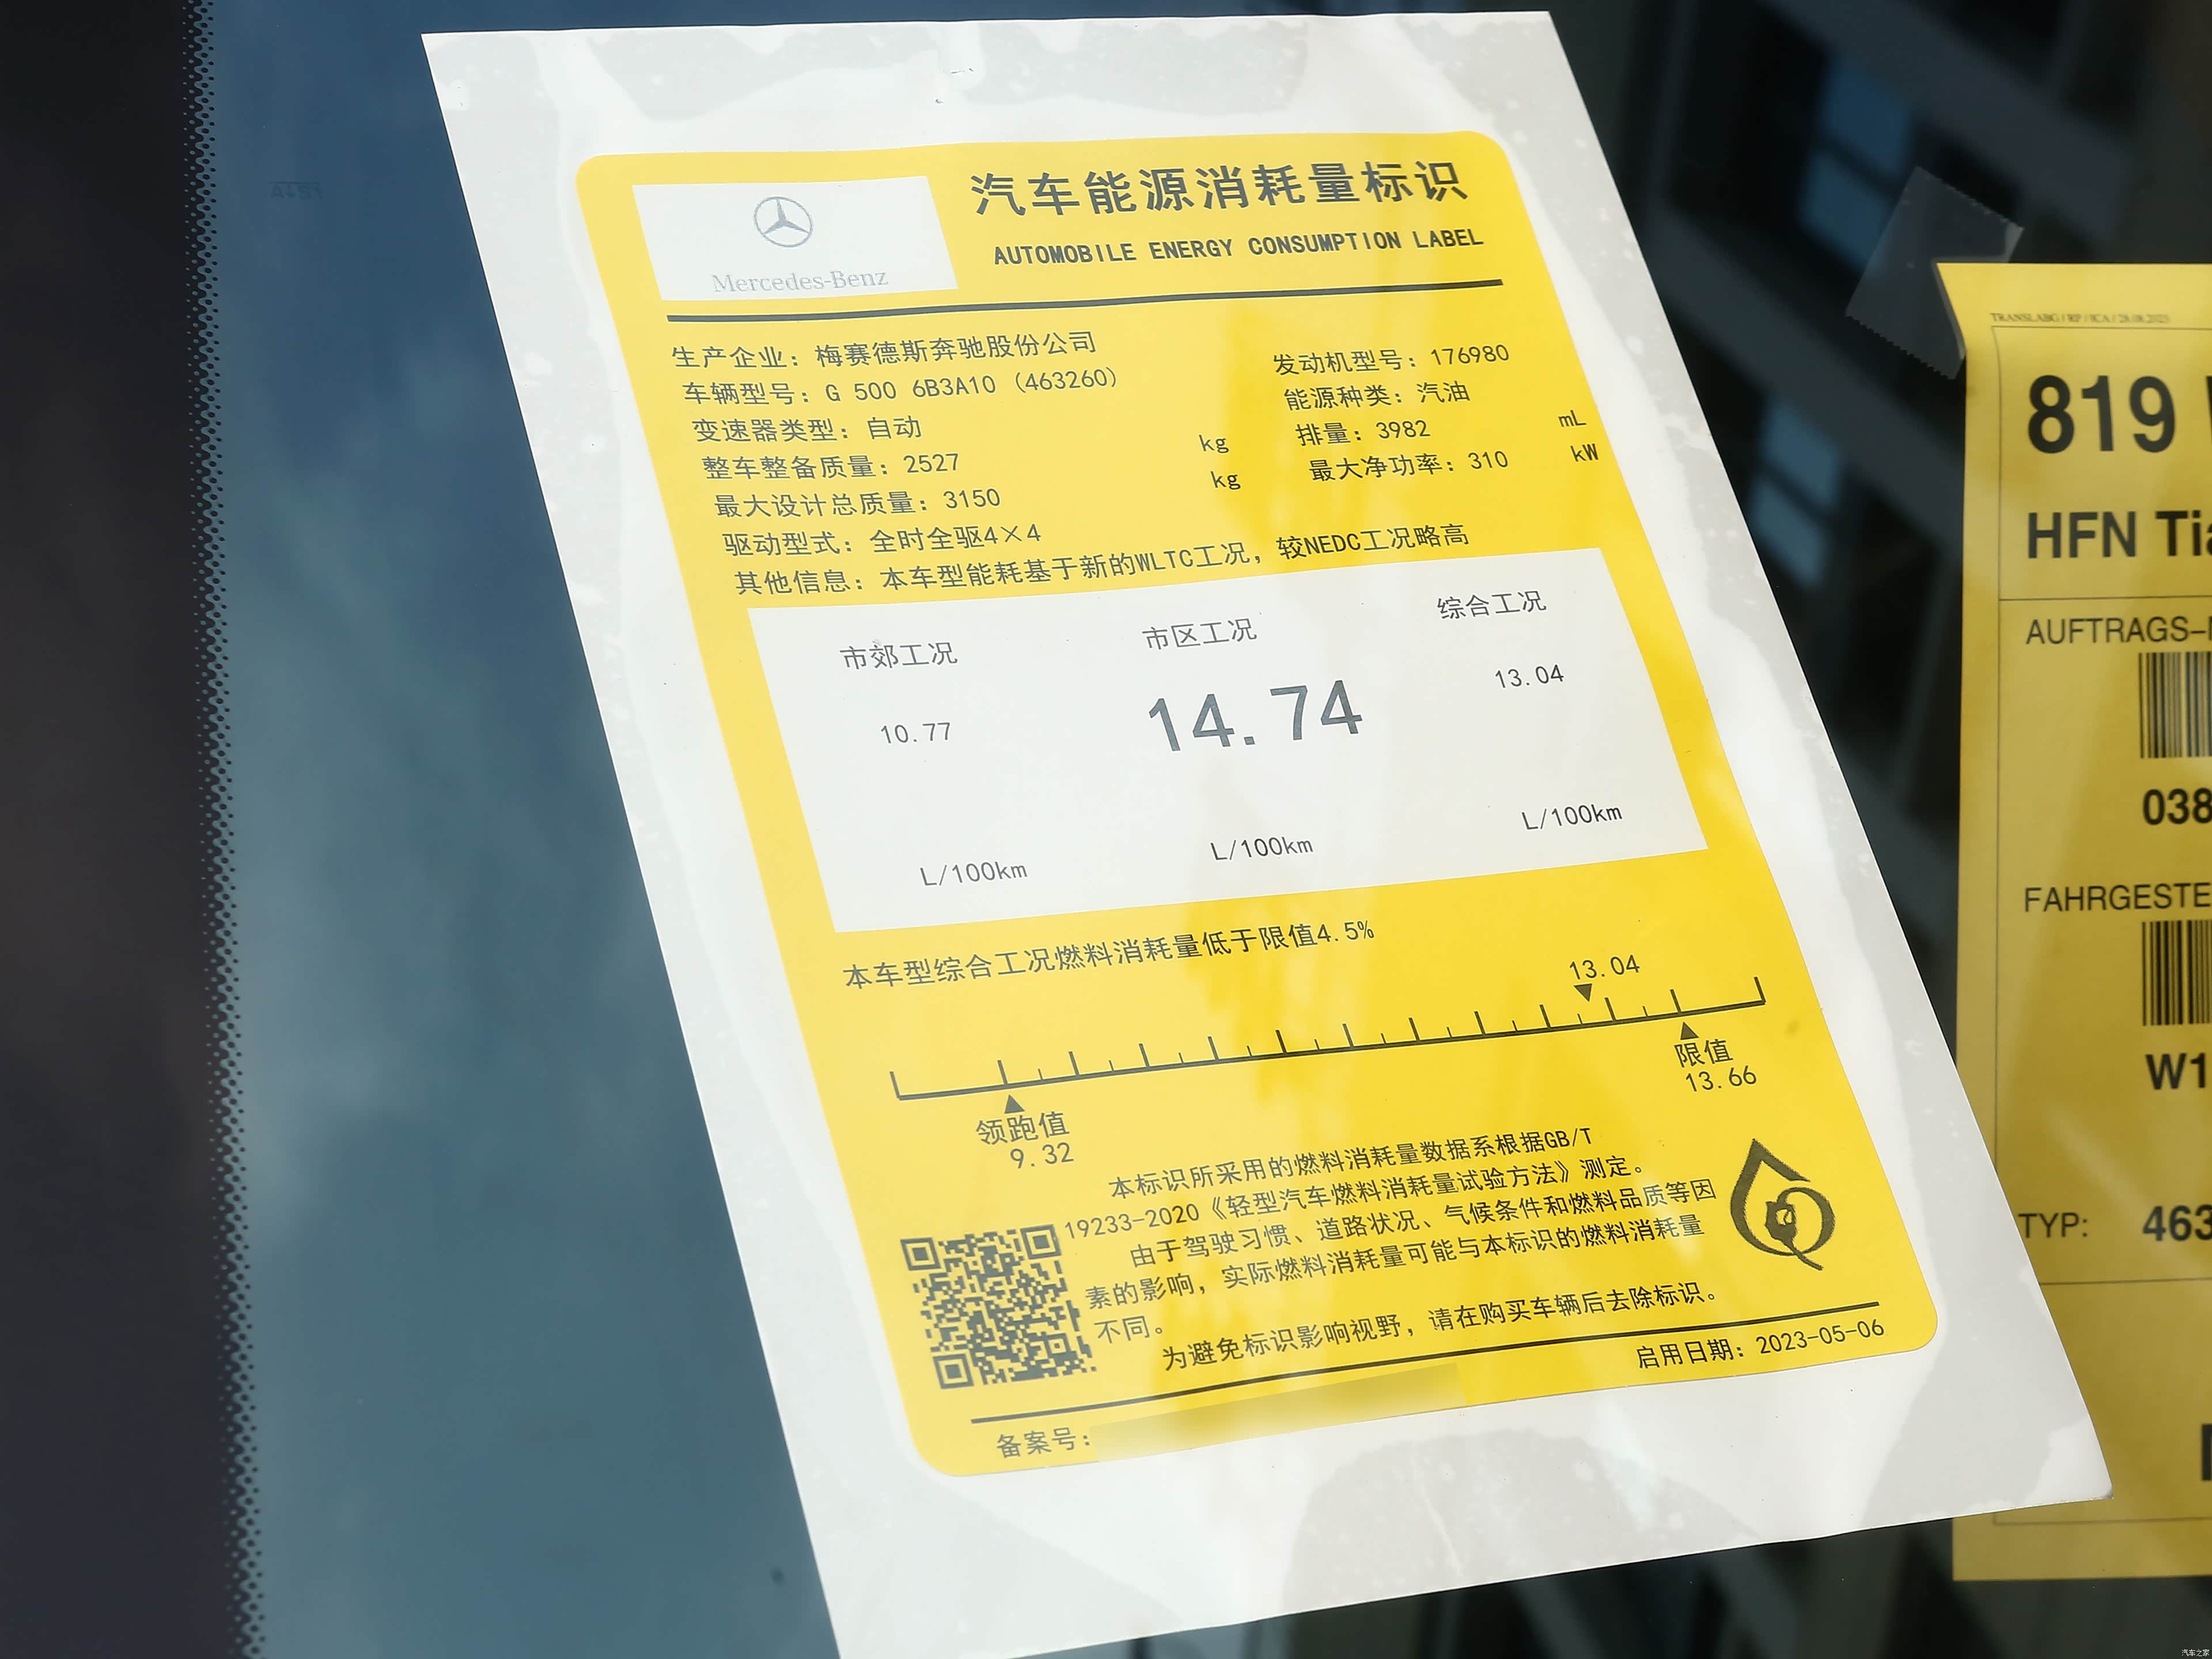 Mercedes-Benz
汽车能源消耗量标识
AUTOMOBILE ENERGY CONSUMPTION LABEL
生产企业：梅赛德斯奔驰股份公司
车辆型号：G 500 6B3A10 (463260)
变速器类型：自动
整车整备质量：2527 kg
最大设计总质量：3150 kg
驱动型式：全时全驱4×4
其他信息：本车型能耗基于新的WLTC工况，较NEDC工况略高
发动机型号：176980
能源种类：汽油
排量：3982 mL
最大净功率：310 kW
市郊工况 市区工况 综合工况
10.77 14.74 13.04
L/100km L/100km L/100km
本车型综合工况燃料消耗量低于限值4.5%
13.04
领跑值
9.32
限值
13.66
本标识所采用的燃料消耗量数据系根据GB/T
19233-2020《轻型汽车燃料消耗量试验方法》测定。
由于驾驶习惯、道路状况、气候条件和燃料品质等因
素的影响，实际燃料消耗量可能与本标识的燃料消耗量
不同。
为避免标识影响视野，请在购买车辆后去除标识。
备案号：
启用日期：2023-05-06
819
HFN Tia
AUFTRAGS-
038
FAHRGESTE
W1
TYP: 463
汽车之家